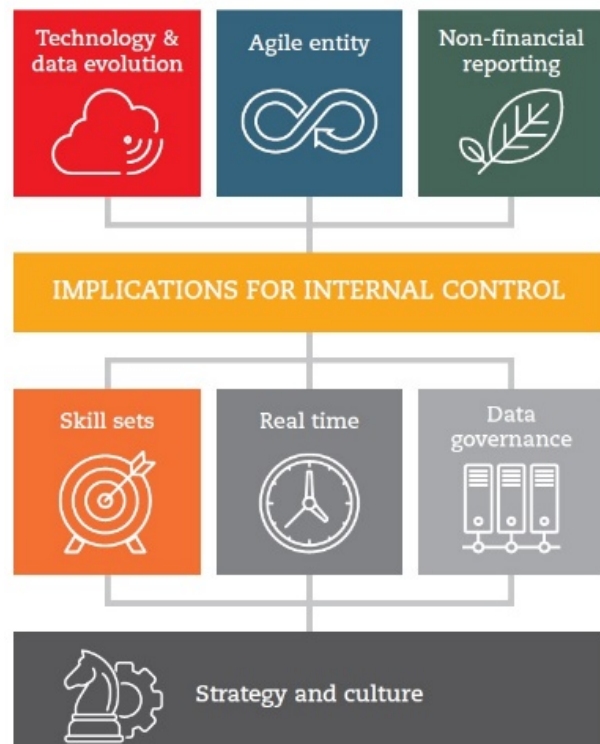 Technology &
data evolution
Agile entity
Non-financial
reporting
IMPLICATIONS FOR INTERNAL CONTROL
Skill sets
Real time
Data
governance
Strategy and culture